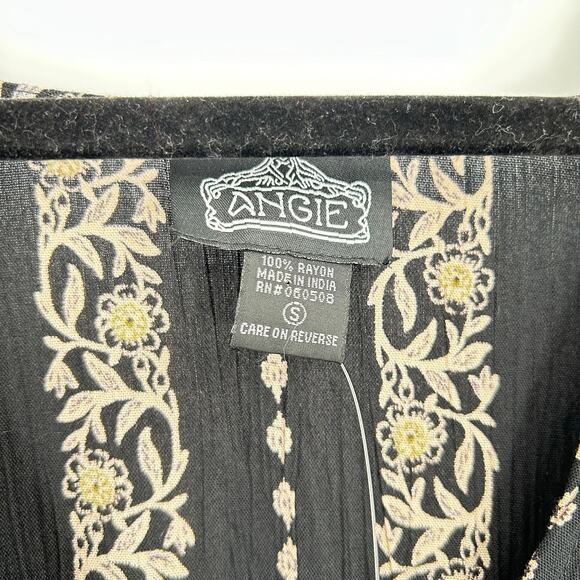 ANGIE
100% RAYON
MADE IN INDIA
RN#060508
S
CARE ON REVERSE